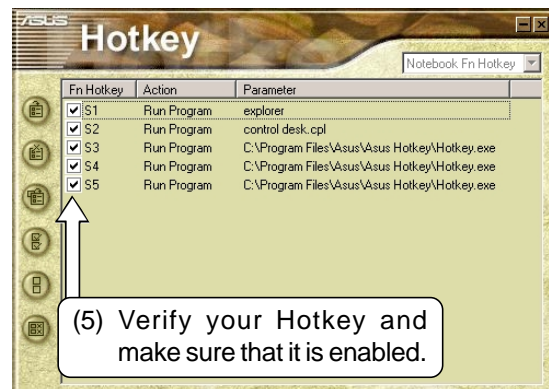 /SUS
Hotkey
Notebook Fn Hotkey
Fn Hotkey Action Parameter
S1 Run Program explorer
S2 Run Program control desk.cpl
S3 Run Program C:\Program Files\Asus\Asus Hotkey\Hotkey.exe
S4 Run Program C:\Program Files\Asus\Asus Hotkey\Hotkey.exe
S5 Run Program C:\Program Files\Asus\Asus Hotkey\Hotkey.exe
(5) Verify your Hotkey and
make sure that it is enabled.